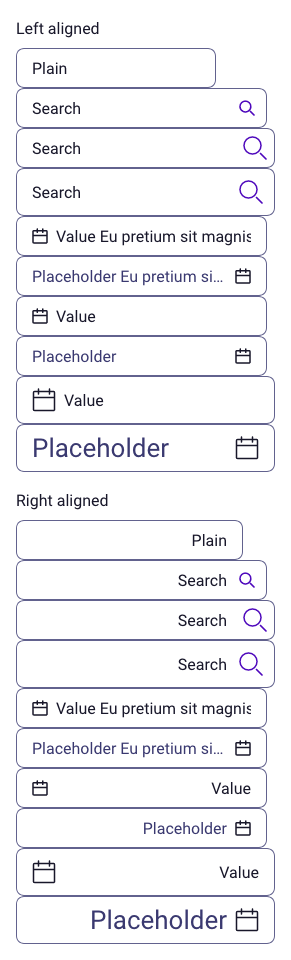 Left aligned
Plain
Search
Search
Search
Value Eu pretium sit magnis
Placeholder Eu pretium si…
Value
Placeholder
Value
Placeholder
Right aligned
Plain
Search
Search
Search
Value Eu pretium sit magnis
Placeholder Eu pretium si…
Value
Placeholder
Value
Placeholder